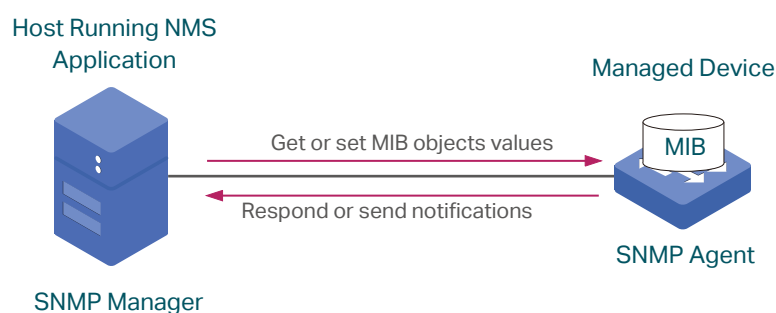 Host Running NMS
Application
Managed Device
Get or set MIB objects values
MIB
Respond or send notifications
SNMP Agent
SNMP Manager